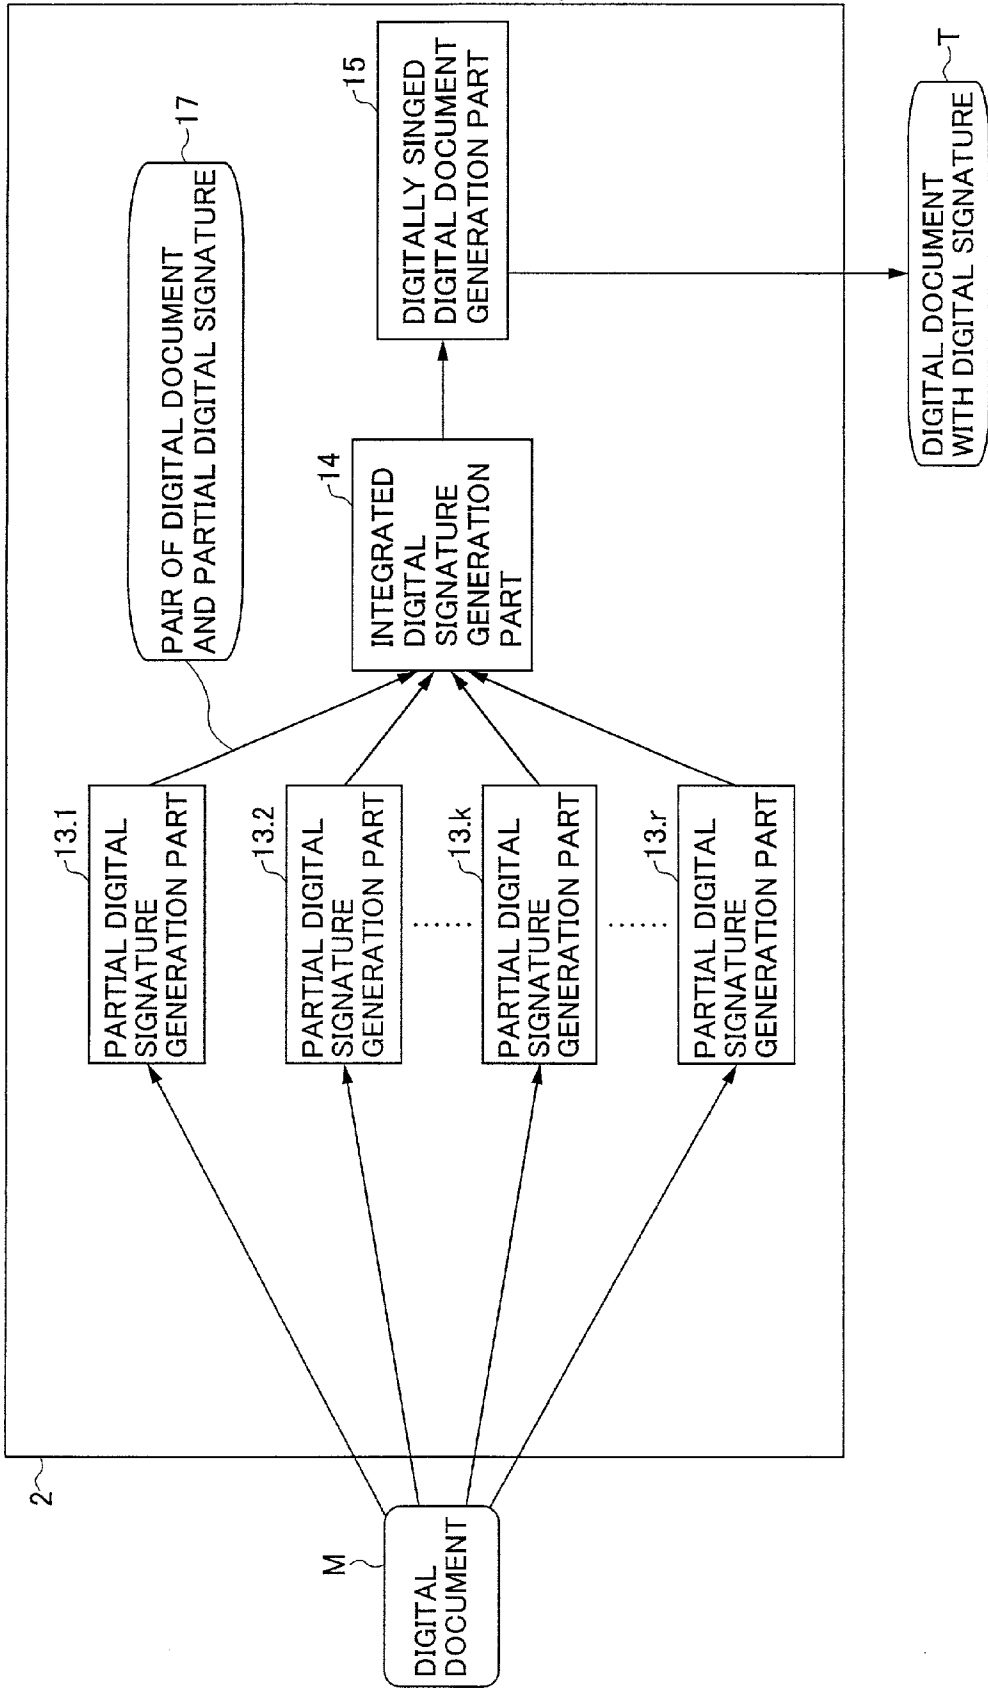 2
M
DIGITAL
DOCUMENT
13.1
PARTIAL DIGITAL
SIGNATURE
GENERATION PART
13.2
PARTIAL DIGITAL
SIGNATURE
GENERATION PART
......
13.k
PARTIAL DIGITAL
SIGNATURE
GENERATION PART
......
13.r
PARTIAL DIGITAL
SIGNATURE
GENERATION PART
17
PAIR OF DIGITAL DOCUMENT
AND PARTIAL DIGITAL SIGNATURE
14
INTEGRATED
DIGITAL
SIGNATURE
GENERATION
PART
15
DIGITALLY SINGED
DIGITAL DOCUMENT
GENERATION PART
T
DIGITAL DOCUMENT
WITH DIGITAL SIGNATURE